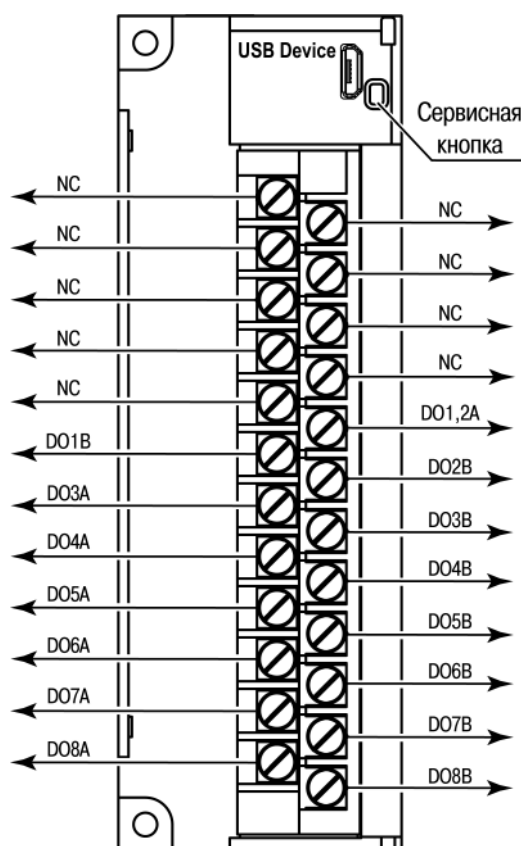 USB Device
Сервисная
кнопка
NC
NC
NC
NC
NC
NC
NC
NC
NC
DO1,2A
DO1B
DO2B
DO3A
DO3B
DO4A
DO4B
DO5A
DO5B
DO6A
DO6B
DO7A
DO7B
DO8A
DO8B